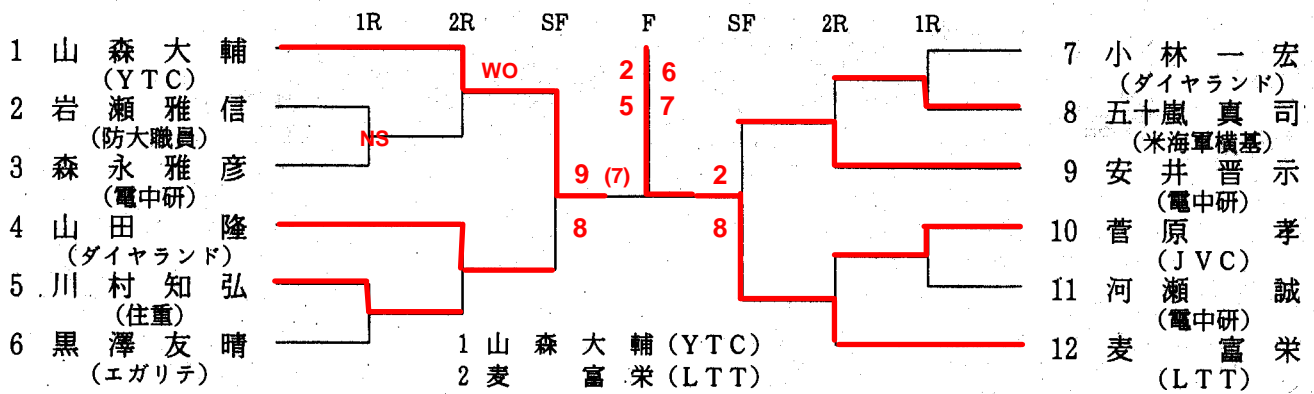 1R 2R SF F SF 2R 1R
1 山森大輔
(YTC)
2 岩瀬雅信
(防大職員)
3 森永雅彦
(電中研)
4 山田 隆
(ダイヤランド)
5 川村知弘
(住重)
6 黒澤友晴
(エガリテ)
WO
NS
9 (7)
8
2 6
5 7
2
8
7 小林一宏
(ダイヤランド)
8 五十嵐真司
(米海軍横基)
9 安井晋示
(電中研)
10 菅原 孝
(JVC)
11 河瀬 誠
(電中研)
12 麦 富栄
(LTT)
1 山森大輔(YTC)
2 麦 富栄(LTT)